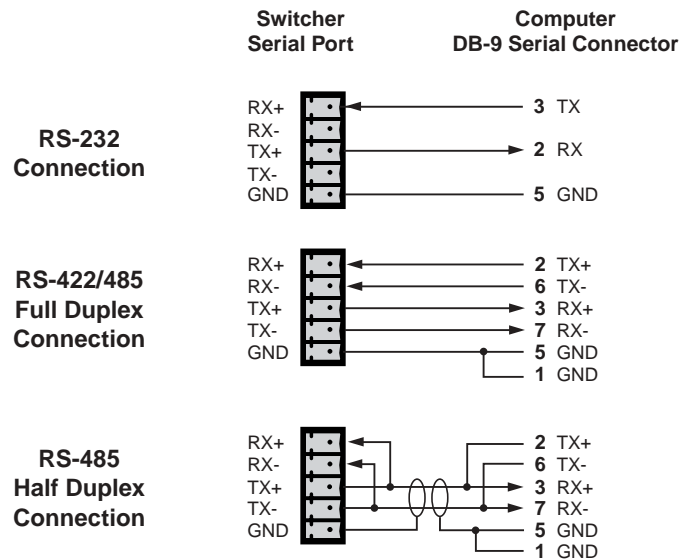 Switcher
Serial Port
Computer
DB-9 Serial Connector
RS-232
Connection
RX+
RX-
TX+
TX-
GND
3 TX
2 RX
5 GND
RS-422/485
Full Duplex
Connection
RX+
RX-
TX+
TX-
GND
2 TX+
6 TX-
3 RX+
7 RX-
5 GND
1 GND
RS-485
Half Duplex
Connection
RX+
RX-
TX+
TX-
GND
2 TX+
6 TX-
3 RX+
7 RX-
5 GND
1 GND